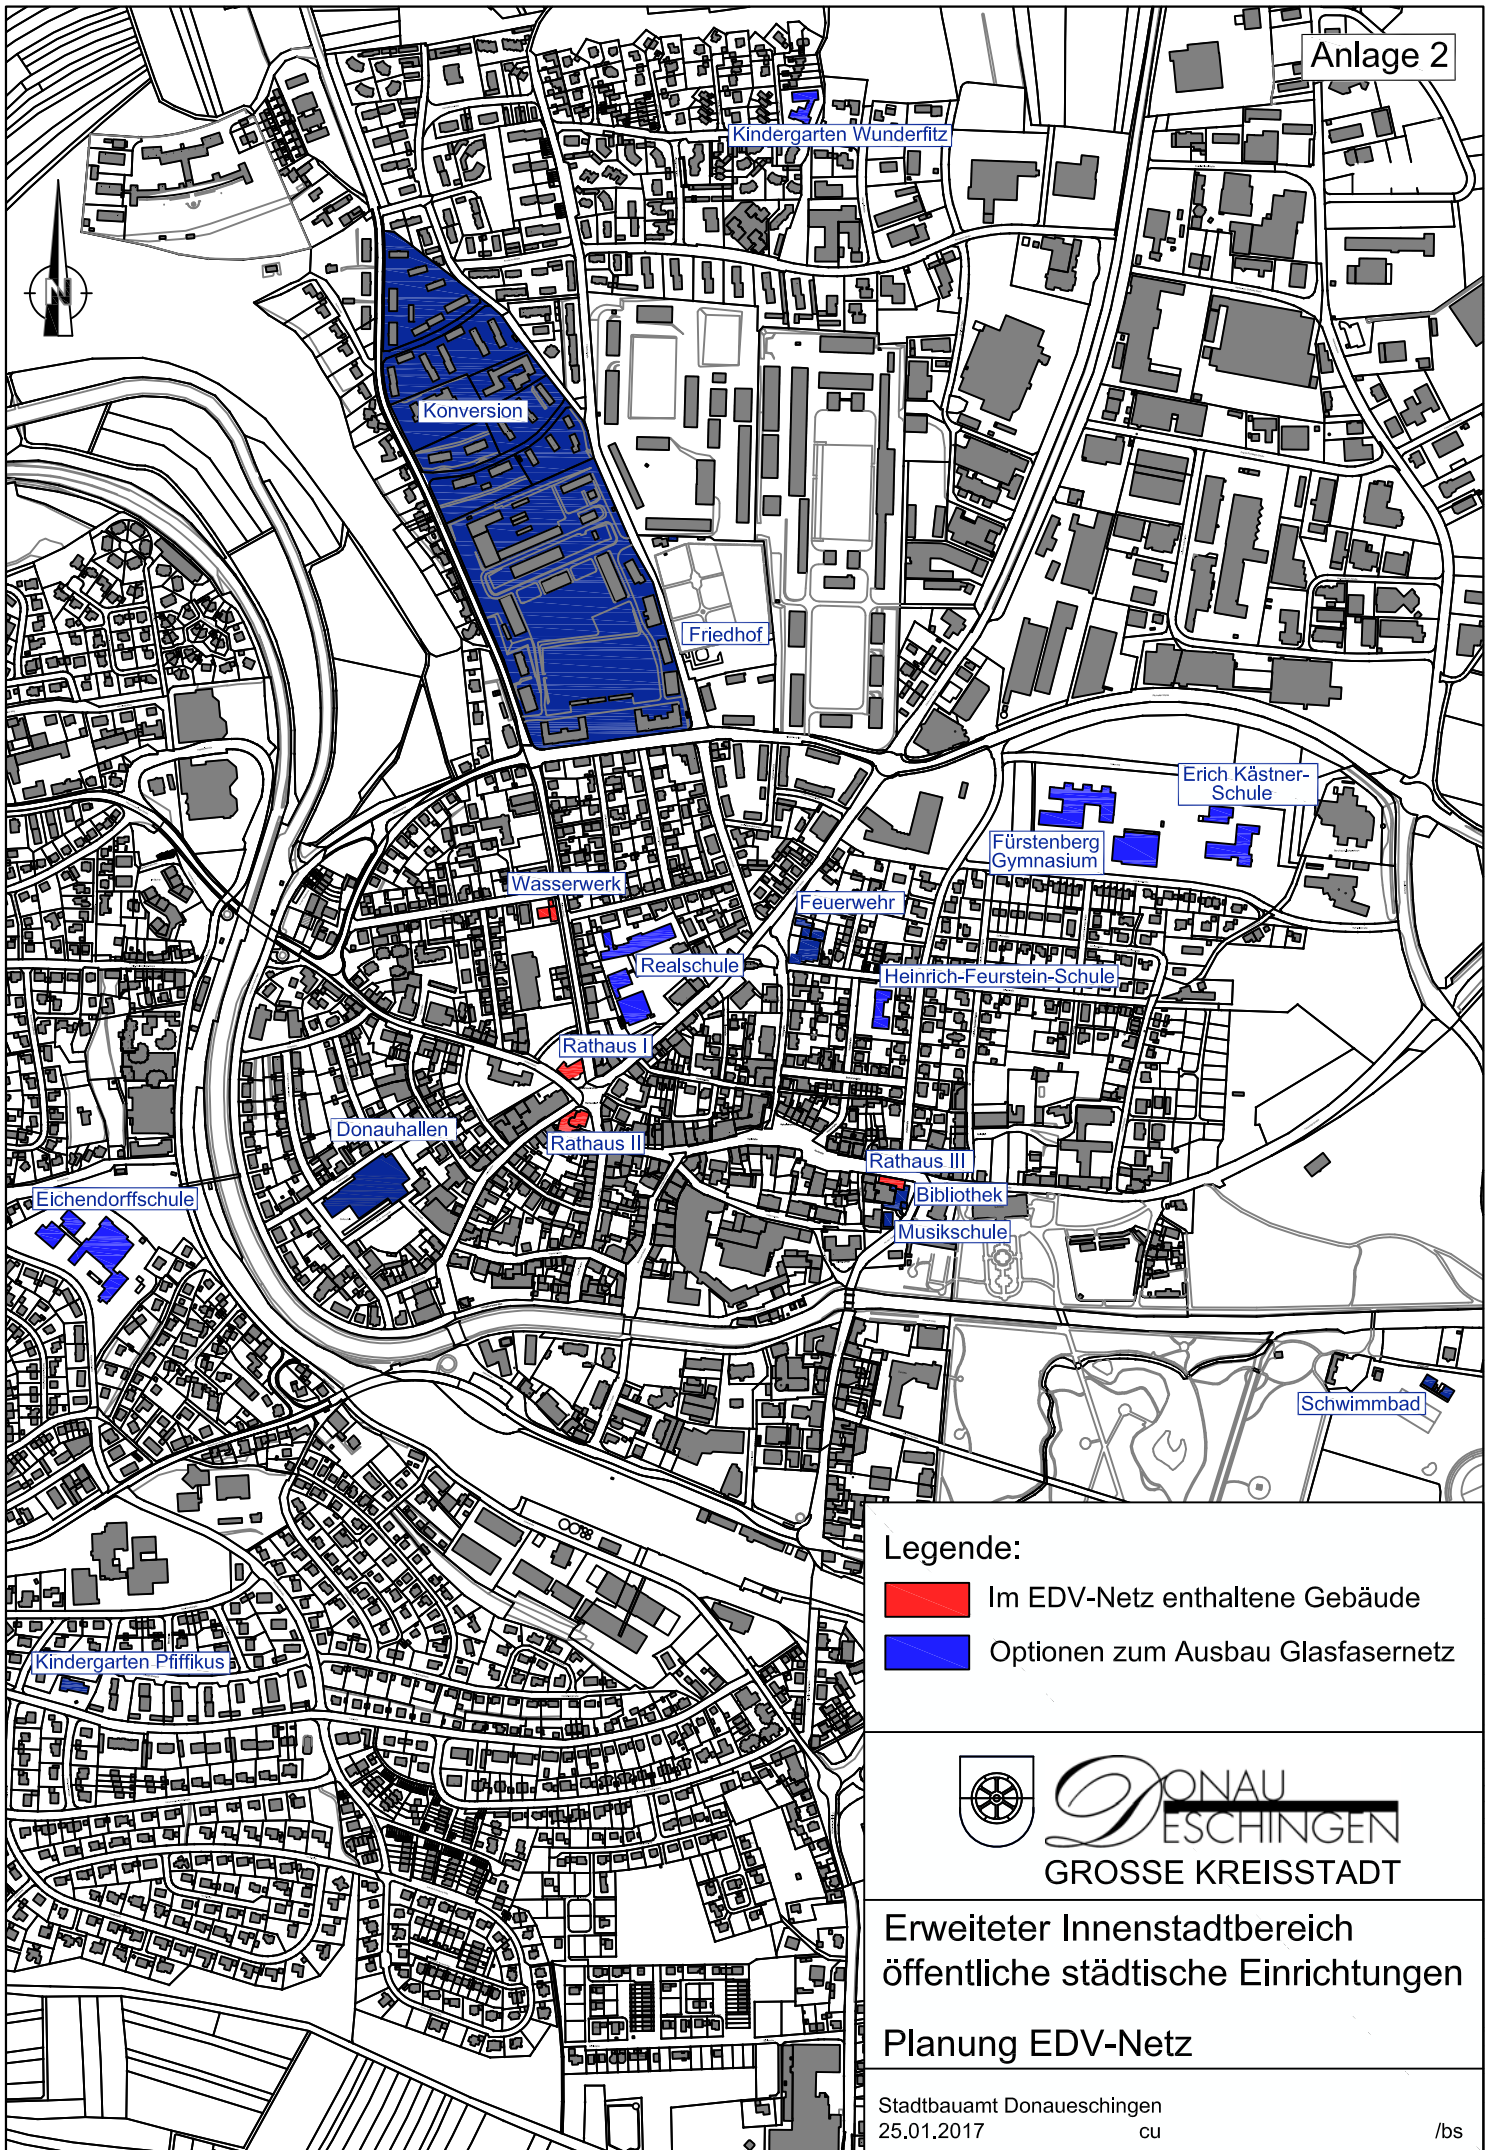 Anlage 2
Kindergarten Wunderfitz
N
Konversion
Friedhof
Erich Kästner-
Schule
Fürstenberg
Gymnasium
Wasserwerk
Feuerwehr
Realschule
Heinrich-Feurstein-Schule
Rathaus I
Donauhallen
Rathaus II
Rathaus III
Eichendorffschule
Bibliothek
Musikschule
Schwimmbad
Kindergarten Pfiffikus
Legende:
Im EDV-Netz enthaltene Gebäude
Optionen zum Ausbau Glasfasernetz
DONAU
ESCHINGEN
GROSSE KREISSTADT
Erweiteter Innenstadtbereich
öffentliche städtische Einrichtungen
Planung EDV-Netz
Stadtbauamt Donaueschingen
25.01.2017 cu /bs